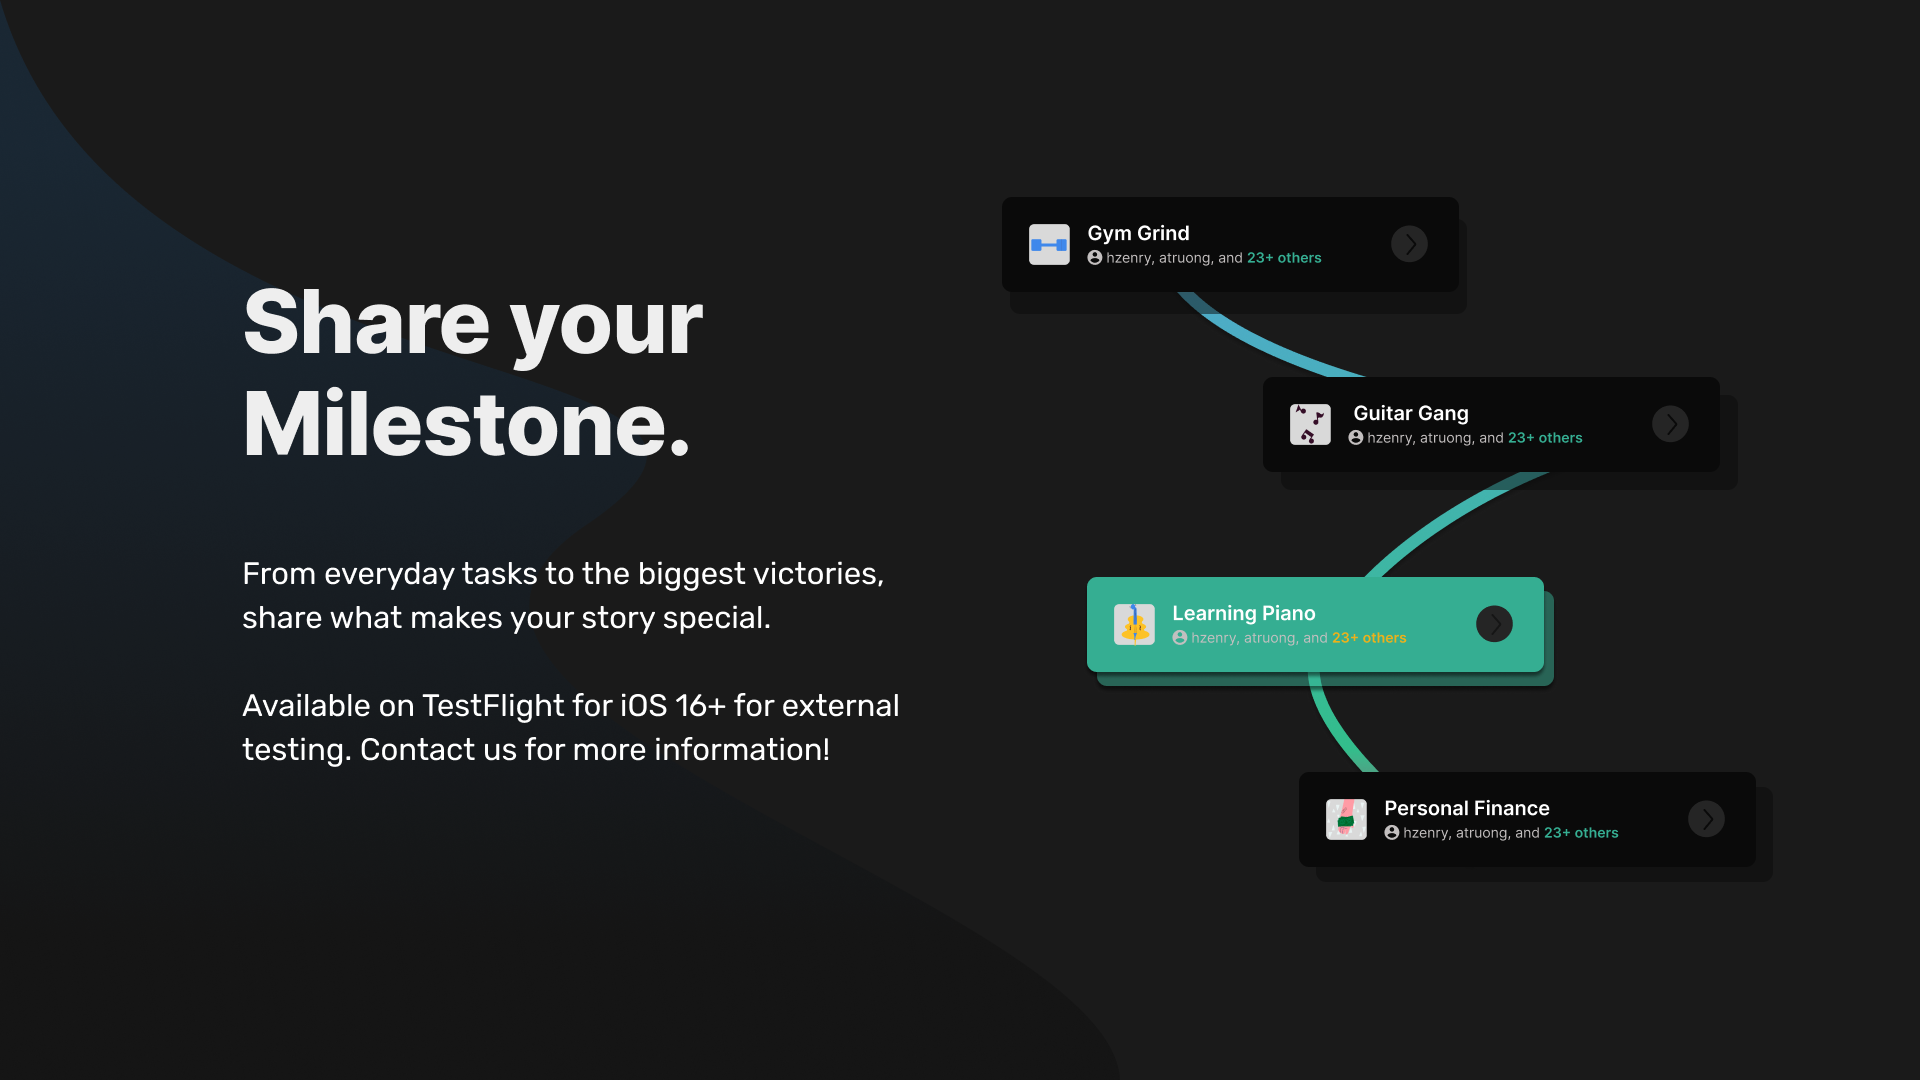 Share your
Milestone.
From everyday tasks to the biggest victories,
share what makes your story special.
Available on TestFlight for iOS 16+ for external
testing. Contact us for more information!
Gym Grind
hzenry, atruong, and 23+ others
Guitar Gang
hzenry, atruong, and 23+ others
Learning Piano
hzenry, atruong, and 23+ others
Personal Finance
hzenry, atruong, and 23+ others